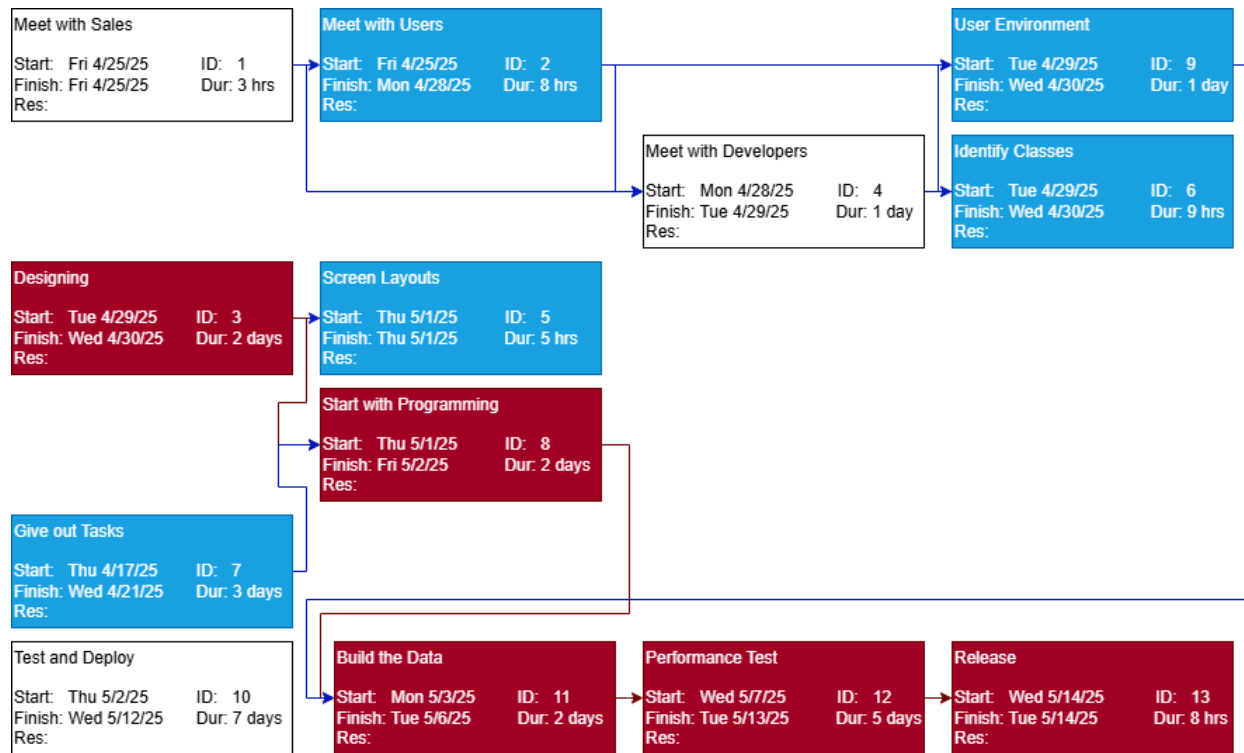 Meet with Sales
Start: Fri 4/25/25 ID: 1
Finish: Fri 4/25/25 Dur: 3 hrs
Res:
Meet with Users
Start: Fri 4/25/25 ID: 2
Finish: Mon 4/28/25 Dur: 8 hrs
Res:
User Environment
Start: Tue 4/29/25 ID: 9
Finish: Wed 4/30/25 Dur: 1 day
Res:
Meet with Developers
Start: Mon 4/28/25 ID: 4
Finish: Tue 4/29/25 Dur: 1 day
Res:
Identify Classes
Start: Tue 4/29/25 ID: 6
Finish: Wed 4/30/25 Dur: 9 hrs
Res:
Designing
Start: Tue 4/29/25 ID: 3
Finish: Wed 4/30/25 Dur: 2 days
Res:
Screen Layouts
Start: Thu 5/1/25 ID: 5
Finish: Thu 5/1/25 Dur: 5 hrs
Res:
Start with Programming
Start: Thu 5/1/25 ID: 8
Finish: Fri 5/2/25 Dur: 2 days
Res:
Give out Tasks
Start: Thu 4/17/25 ID: 7
Finish: Wed 4/21/25 Dur: 3 days
Res:
Test and Deploy
Start: Thu 5/2/25 ID: 10
Finish: Wed 5/12/25 Dur: 7 days
Res:
Build the Data
Start: Mon 5/3/25 ID: 11
Finish: Tue 5/6/25 Dur: 2 days
Res:
Performance Test
Start: Wed 5/7/25 ID: 12
Finish: Tue 5/13/25 Dur: 5 days
Res:
Release
Start: Wed 5/14/25 ID: 13
Finish: Tue 5/14/25 Dur: 8 hrs
Res: